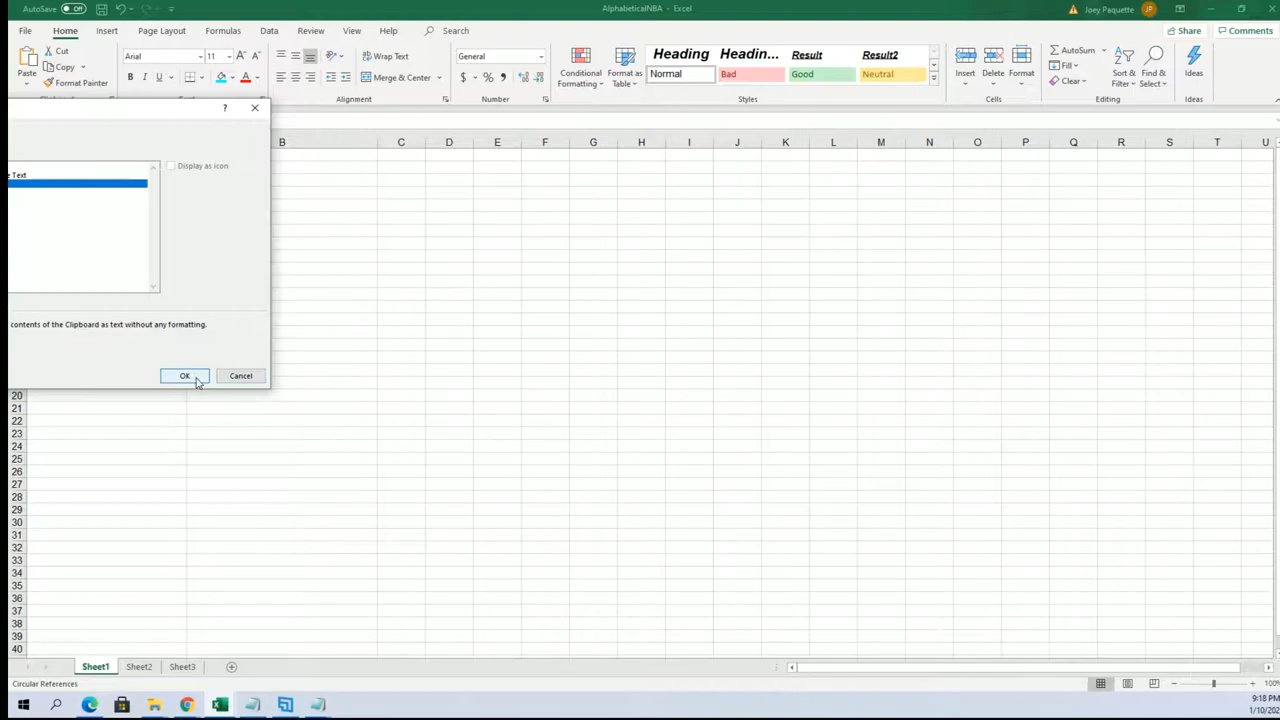 AutoSave Off AlphabeticalNBA - Excel Joey Paquette JP
File Home Insert Page Layout Formulas Data Review View Help Search Share Comments
Paste Cut Copy Format Painter
Arial 11
B I U
Wrap Text
Merge & Center
Alignment
General
$ %
Number
Conditional Formatting
Format as Table
Heading Headin... Result Result2
Normal Bad Good Neutral
Styles
Insert Delete Format
Cells
AutoSum
Fill
Clear
Sort & Filter
Find & Select
Editing
Ideas
Ideas
B C D E F G H I J K L M N O P Q R S T U
?
Display as icon
e Text
contents of the Clipboard as text without any formatting.
OK Cancel
20
21
22
23
24
25
26
27
28
29
30
31
32
33
34
35
36
37
38
39
40
Sheet1 Sheet2 Sheet3
Circular References
100%
9:18 PM
1/10/202